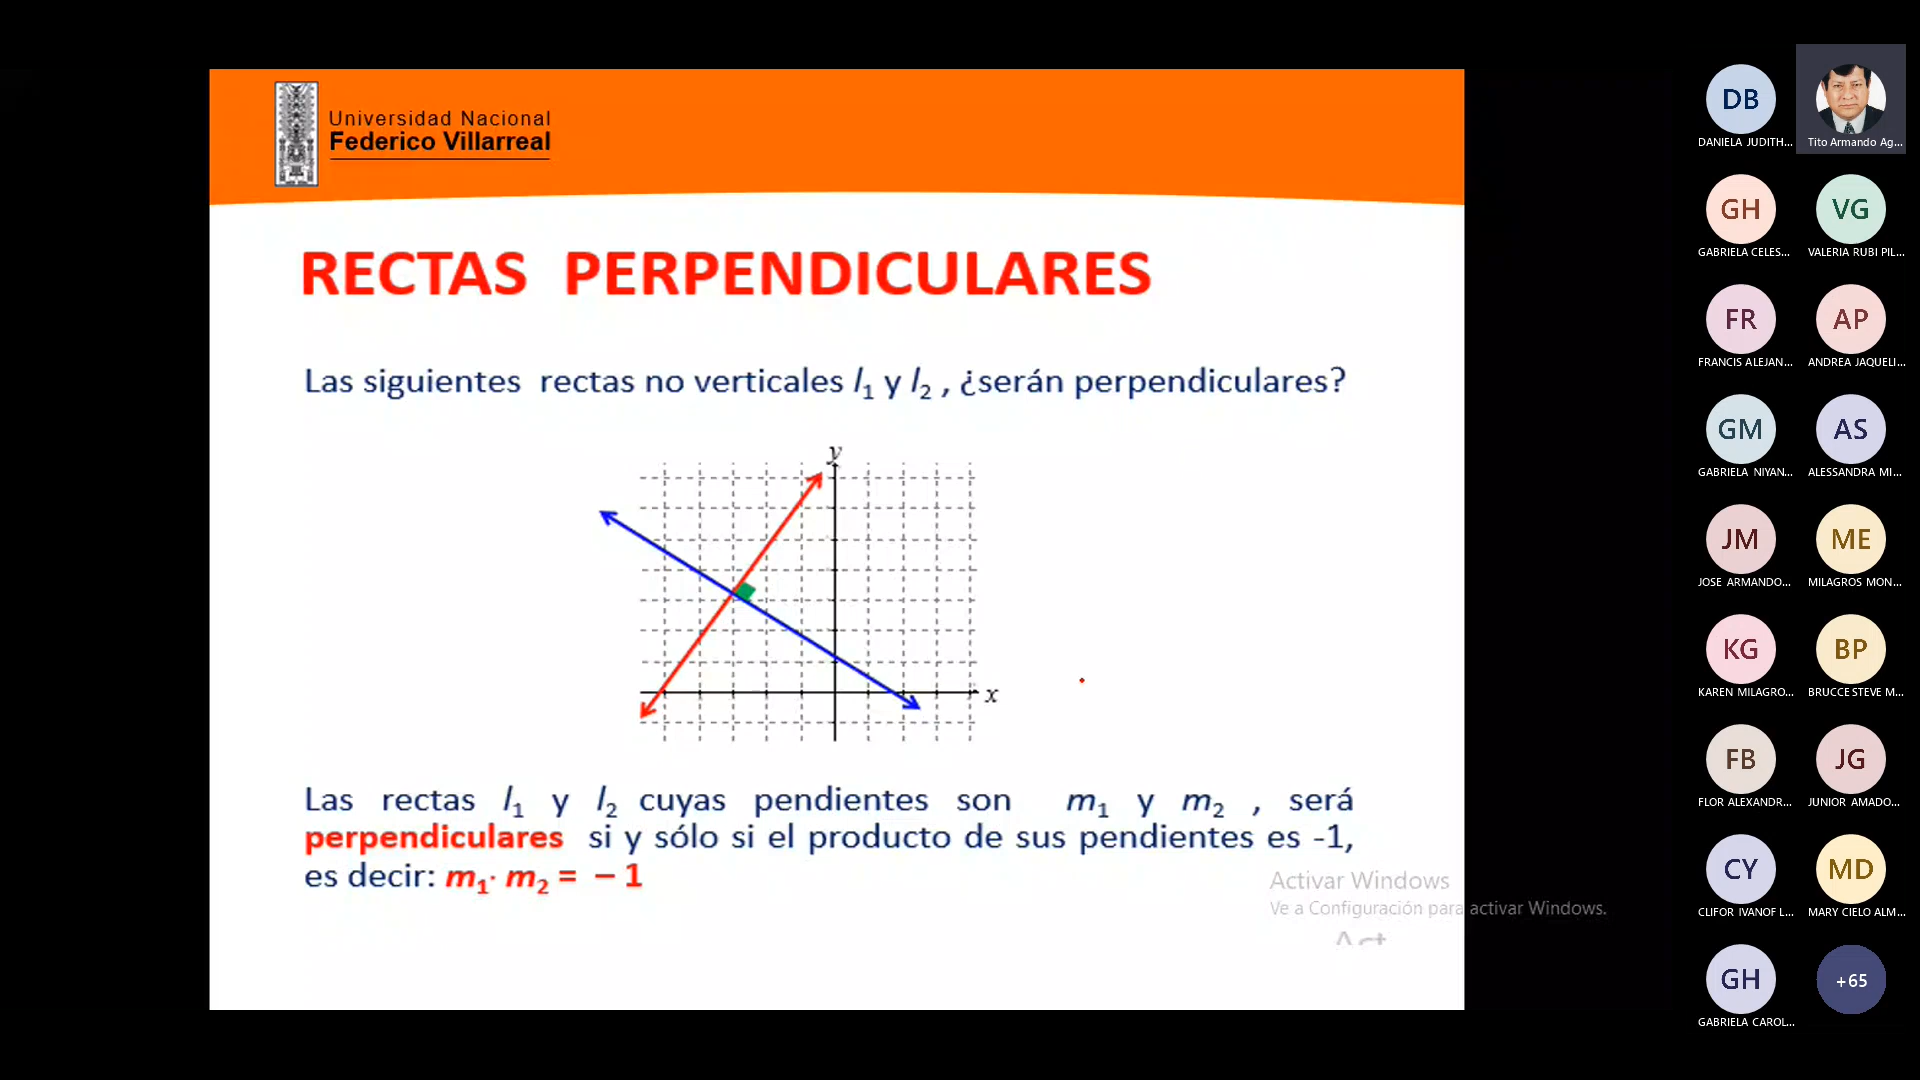 Universidad Nacional
Federico Villarreal
RECTAS PERPENDICULARES
Las siguientes rectas no verticales l₁ y l₂ , ¿serán perpendiculares?
y
x
Las rectas l₁ y l₂ cuyas pendientes son m₁ y m₂ , será
perpendiculares si y sólo si el producto de sus pendientes es -1,
es decir: m₁· m₂ = – 1
Activar Windows
Ve a Configuración para activar Windows.
DB
DANIELA JUDITH...
Tito Armando Ag...
GH
GABRIELA CELES...
VG
VALERIA RUBI PIL...
FR
FRANCIS ALEJAN...
AP
ANDREA JAQUELI...
GM
GABRIELA NIYAN...
AS
ALESSANDRA MI...
JM
JOSE ARMANDO...
ME
MILAGROS MON...
KG
KAREN MILAGRO...
BP
BRUCCE STEVE M...
FB
FLOR ALEXANDR...
JG
JUNIOR AMADO...
CY
CLIFOR IVANOF L...
MD
MARY CIELO ALM...
GH
GABRIELA CAROL...
+65